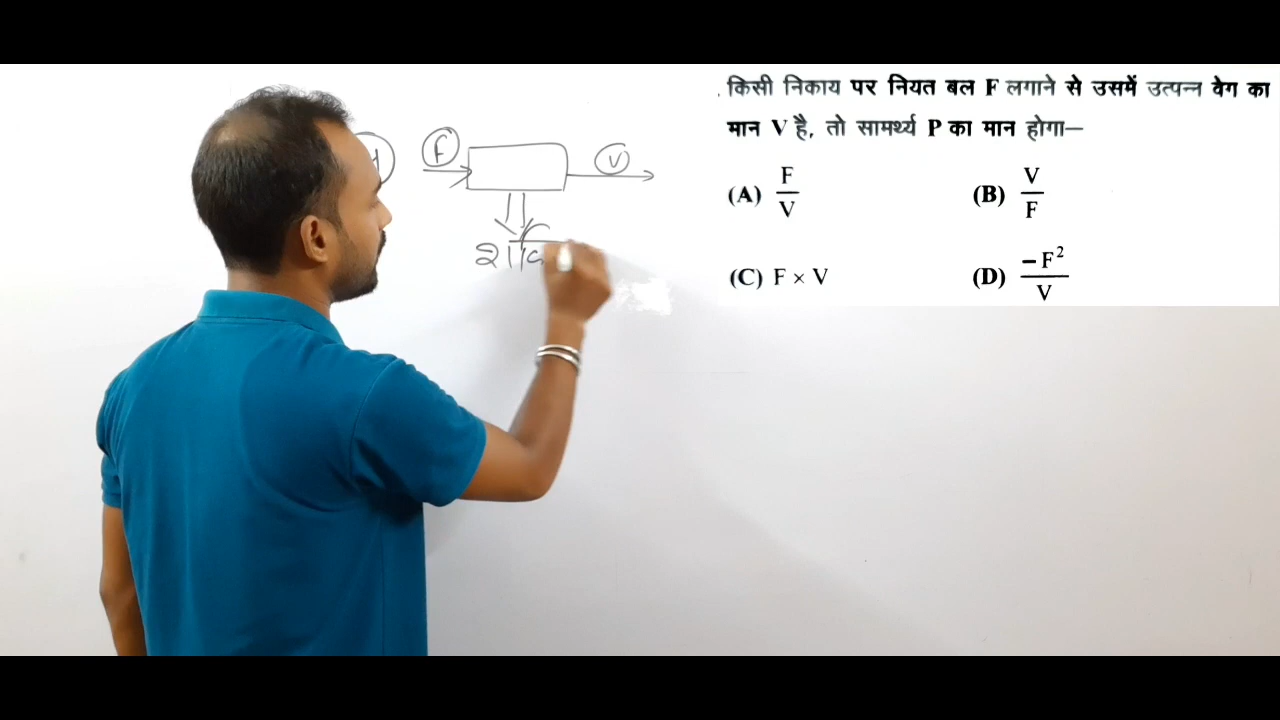 किसी निकाय पर नियत बल F लगाने से उसमें उत्पन्न वेग का
मान V है, तो सामर्थ्य P का मान होगा—
(A) F/V (B) V/F
(C) F × V (D) −F²/V
F V